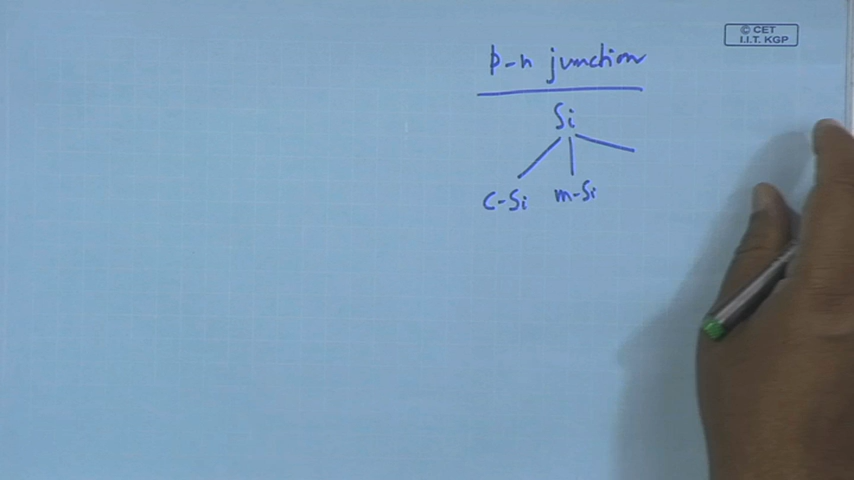 © CET
I.I.T. KGP
p-n junction
Si
C-Si m-Si